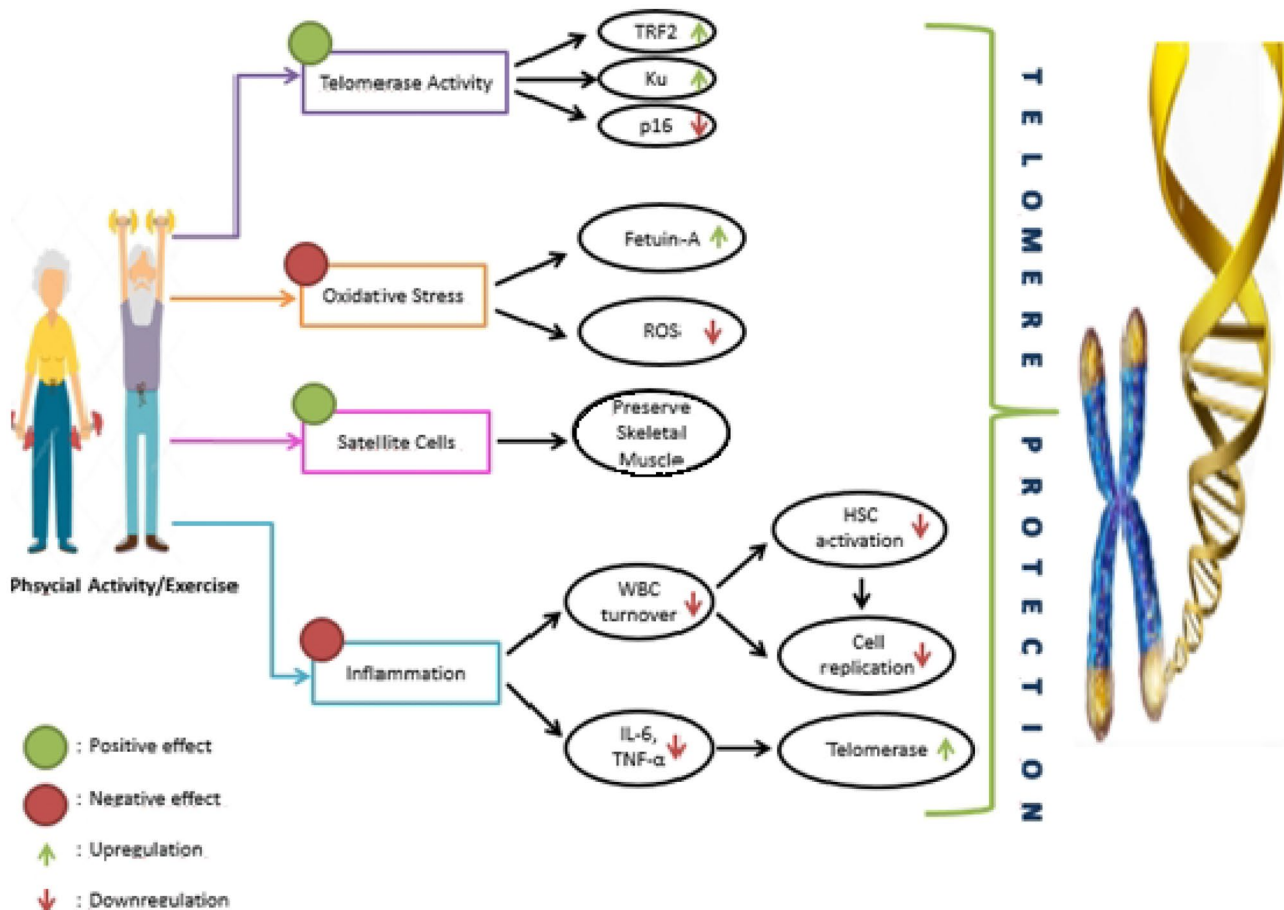 TRF2
Telomerase Activity
Ku
p16
Fetuin-A
Oxidative Stress
ROS
Preserve
Skeletal
Muscle
Satellite Cells
HSC
activation
Phsycial Activity/Exercise
WBC
turnover
Cell
replication
Inflammation
IL-6,
TNF-α
Telomerase
: Positive effect
: Negative effect
: Upregulation
: Downregulation
TELOMERE PROTECTION